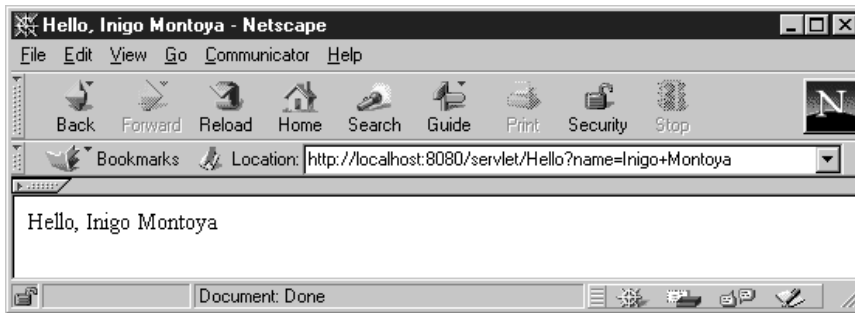 Hello, Inigo Montoya - Netscape
File Edit View Go Communicator Help
Back Forward Reload Home Search Guide Print Security Stop
N
Bookmarks Location: http://localhost:8080/servlet/Hello?name=Inigo+Montoya
Hello, Inigo Montoya
Document: Done